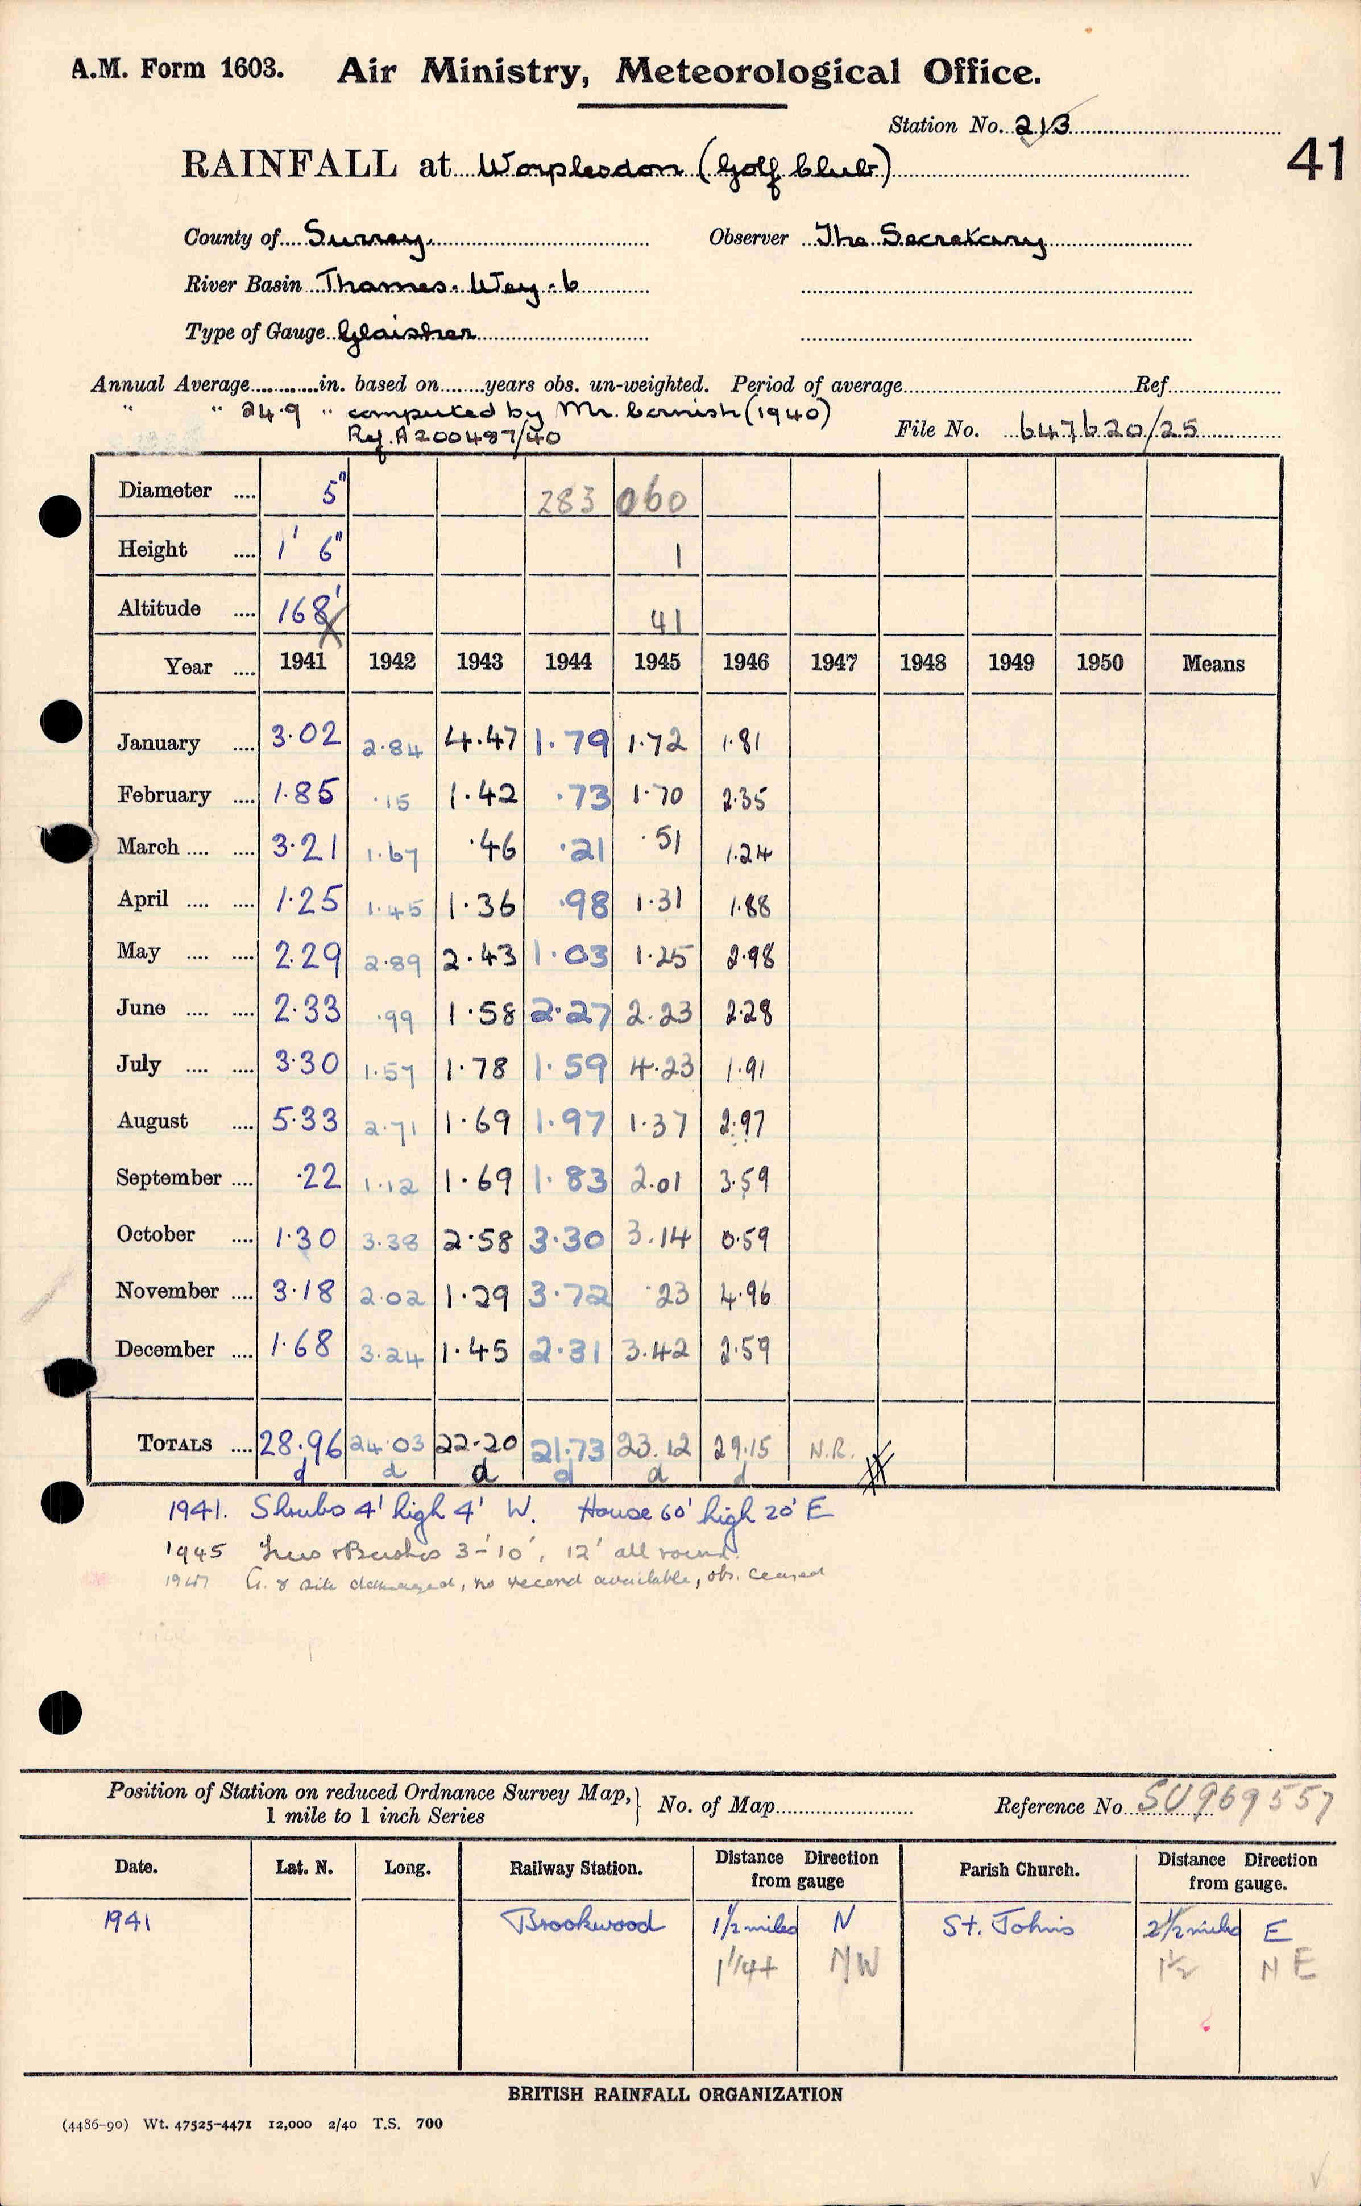 A.M. Form 1603. Air Ministry, Meteorological Office.
Station No. 213
41
RAINFALL at Worplesdon (Golf Club)
County of Surrey Observer The Secretary
River Basin Thames. Wey. 6
Type of Gauge Glaisher
Annual Average............in. based on........years obs. un-weighted. Period of average.......... Ref..........
" " 24.9 " computed by Mr. Cornish (1940)
Ref. A200487/40 File No. 647620/25
Diameter .... 5" 283 060
Height .... 1' 6" 1
Altitude .... 168' 41
Year .... 1941 1942 1943 1944 1945 1946 1947 1948 1949 1950 Means
January .... 3.02 2.84 4.47 1.79 1.72 1.81
February .... 1.85 .15 1.42 .73 1.70 2.35
March .... .... 3.21 1.67 .46 .21 .51 1.24
April .... .... 1.25 1.45 1.36 .98 1.31 1.88
May .... .... 2.29 2.89 2.43 1.03 1.25 2.98
June .... .... 2.33 .99 1.58 2.27 2.23 2.28
July .... .... 3.30 1.57 1.78 1.59 4.23 1.91
August .... 5.33 2.71 1.69 1.97 1.37 2.97
September .... .22 1.12 1.69 1.83 2.01 3.59
October .... 1.30 3.38 2.58 3.30 3.14 0.59
November .... 3.18 2.02 1.29 3.72 .23 4.96
December .... 1.68 3.24 1.45 2.31 3.42 2.59
TOTALS .... 28.96 24.03 22.20 21.73 23.12 29.15 N.R.
d d d d d d
1941. Shrubs 4' high 4' W. House 60' high 20' E
1945 Trees & Bushes 3'-10', 12' all round.
1947 G. & site damaged, no record available, obs. ceased
Position of Station on reduced Ordnance Survey Map, 1 mile to 1 inch Series No. of Map.......... Reference No. SU969557
Date. Lat. N. Long. Railway Station. Distance Direction from gauge Parish Church. Distance Direction from gauge.
1941 Brookwood 1½ miles N St. John's 2½ miles E
1¼+ NW 1½ NE
BRITISH RAINFALL ORGANIZATION
(4486-90) Wt. 47525-4471 12,000 2/40 T.S. 700